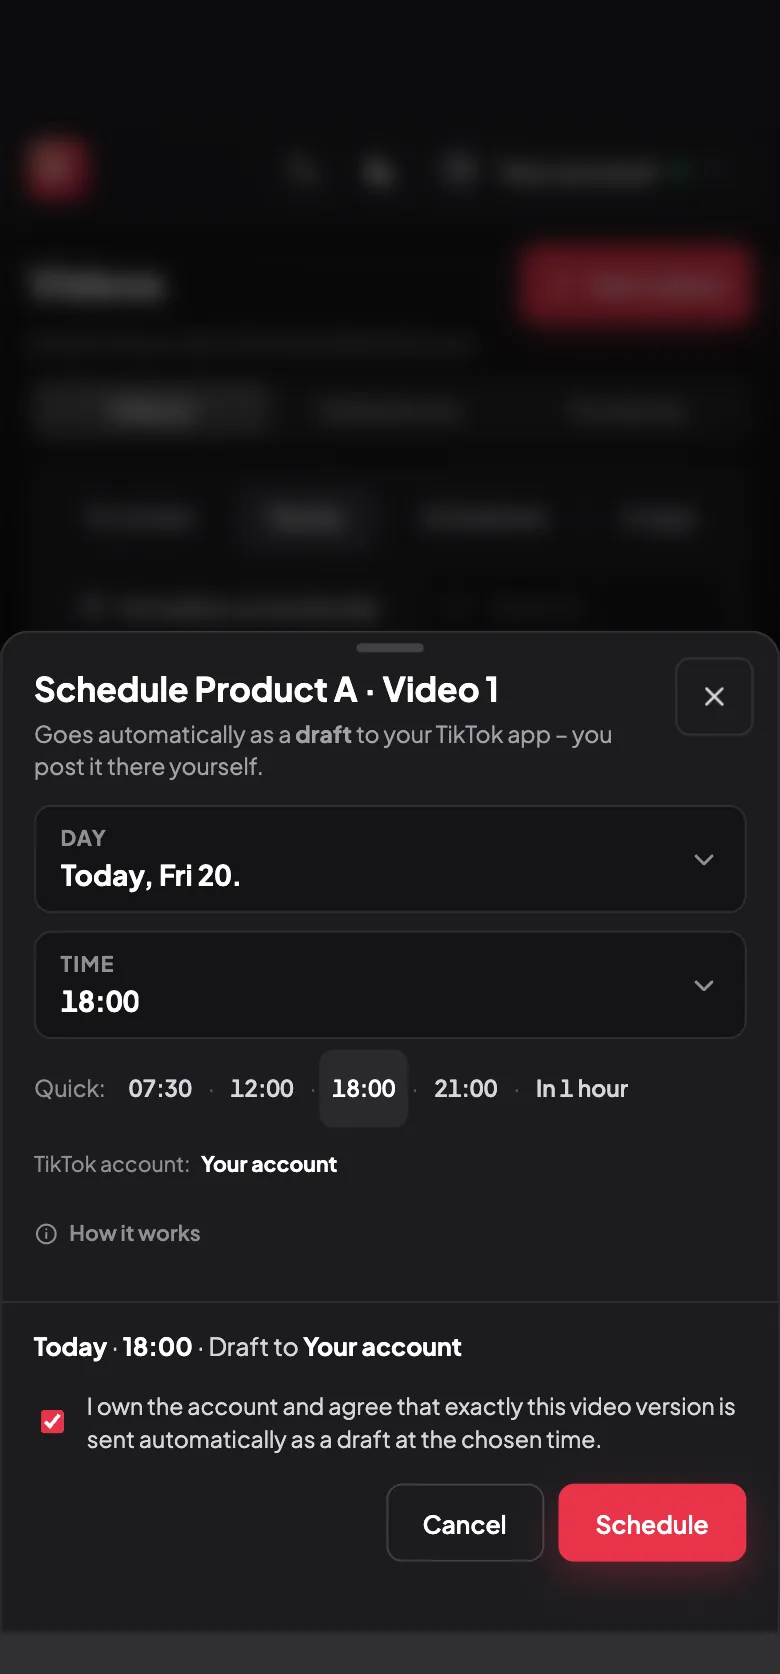 Schedule Product A · Video 1
Goes automatically as a draft to your TikTok app – you
post it there yourself.
DAY
Today, Fri 20.
TIME
18:00
Quick: 07:30 · 12:00 · 18:00 · 21:00 · In 1 hour
TikTok account: Your account
How it works
Today · 18:00 · Draft to Your account
I own the account and agree that exactly this video version is
sent automatically as a draft at the chosen time.
Cancel Schedule